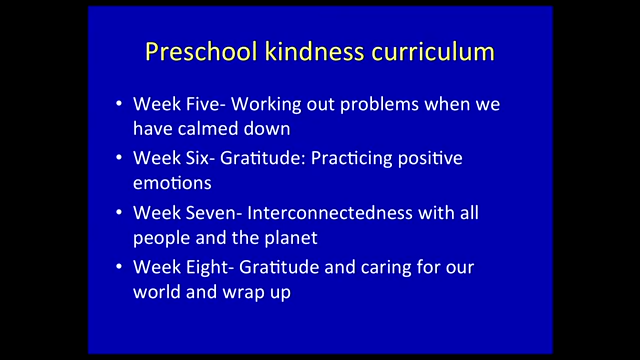 Preschool kindness curriculum
• Week Five- Working out problems when we
have calmed down
• Week Six- Gratitude: Practicing positive
emotions
• Week Seven- Interconnectedness with all
people and the planet
• Week Eight- Gratitude and caring for our
world and wrap up